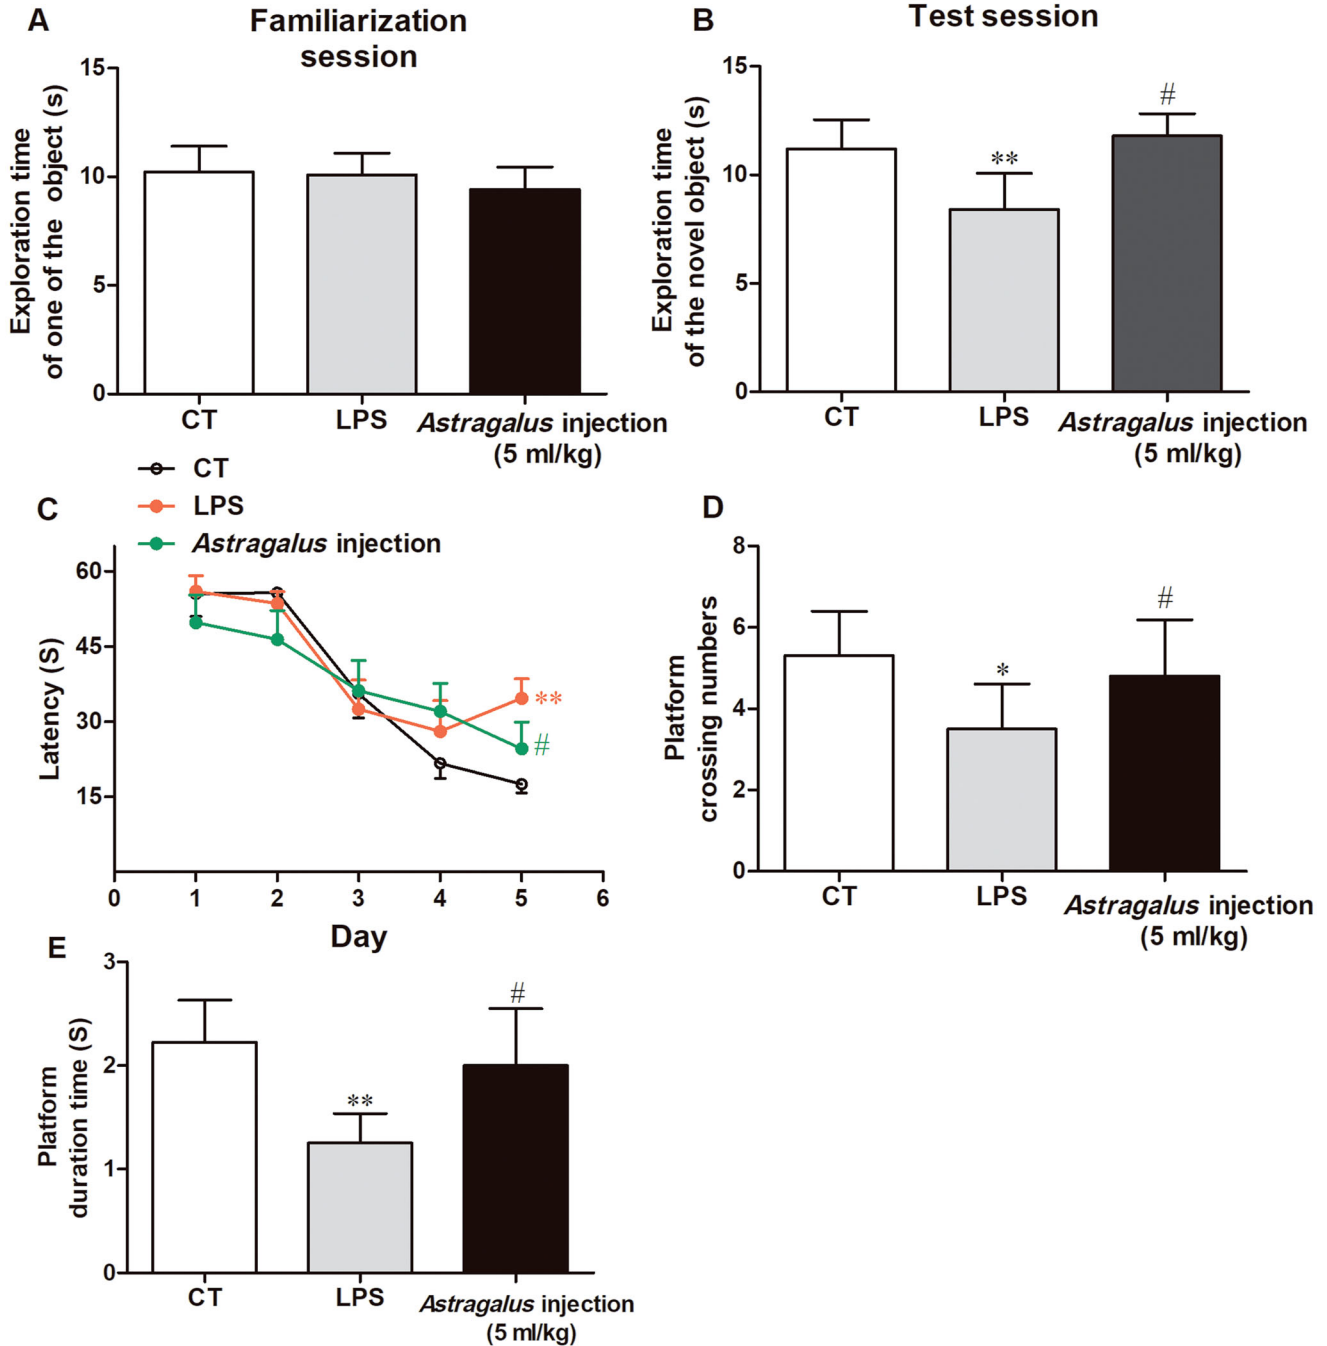 A
Familiarization
session
Exploration time
of one of the object (s)
15
10
5
0
CT
LPS
Astragalus injection
(5 ml/kg)
B
Test session
Exploration time
of the novel object (s)
15
10
5
0
**
#
CT
LPS
Astragalus injection
(5 ml/kg)
C
CT
LPS
Astragalus injection
Latency (S)
60
45
30
15
**
#
0
1
2
3
4
5
6
Day
D
Platform
crossing numbers
8
6
4
2
0
*
#
CT
LPS
Astragalus injection
(5 ml/kg)
E
Platform
duration time (S)
3
2
1
0
**
#
CT
LPS
Astragalus injection
(5 ml/kg)